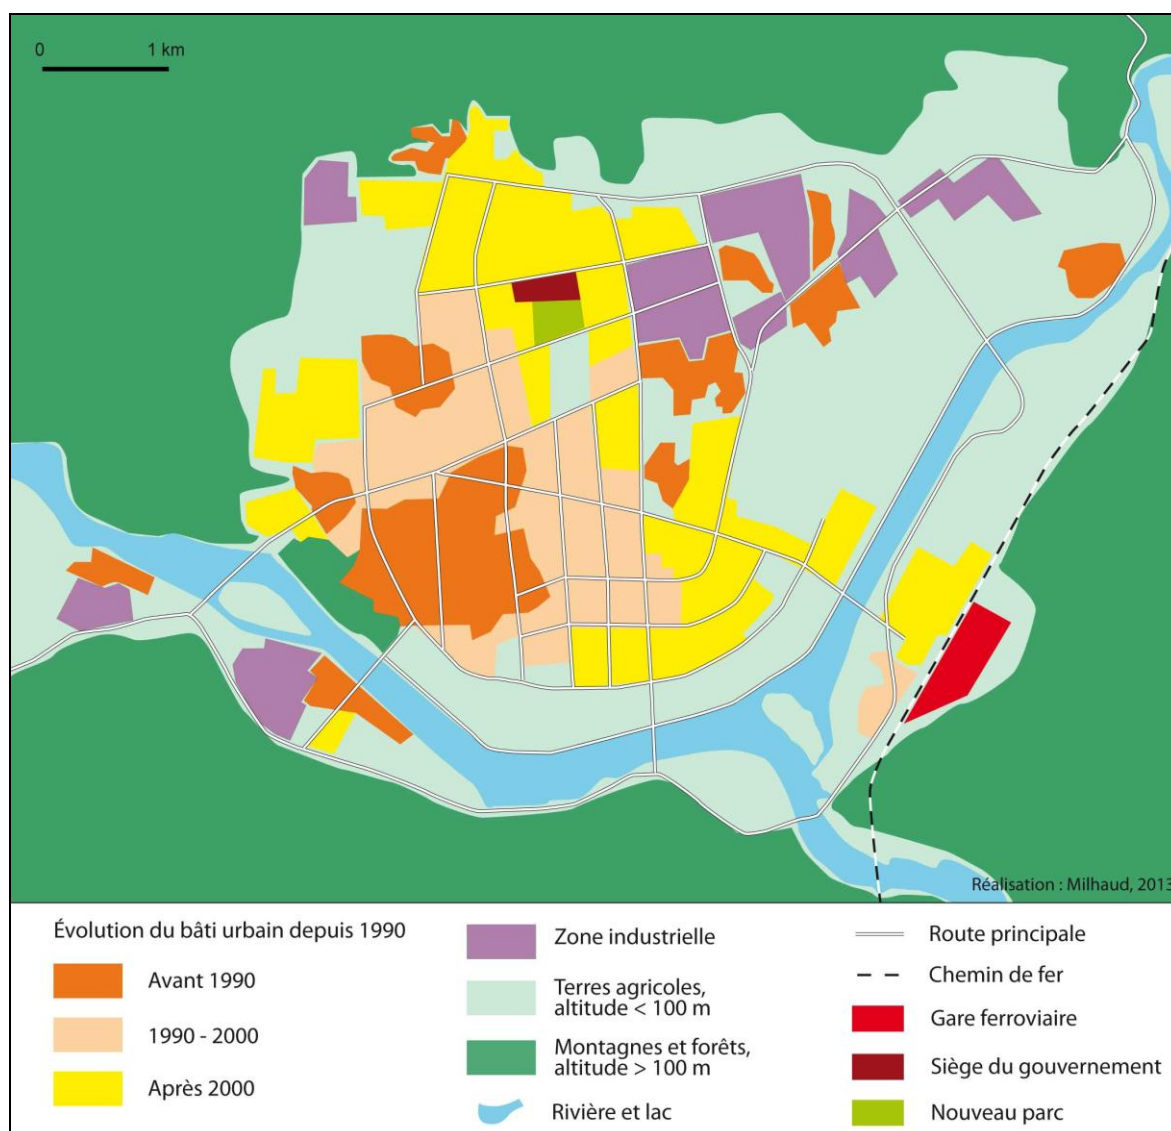 0 1 km
Réalisation : Milhaud, 2013
Évolution du bâti urbain depuis 1990
Avant 1990
1990 - 2000
Après 2000
Zone industrielle
Terres agricoles,
altitude < 100 m
Montagnes et forêts,
altitude > 100 m
Rivière et lac
Route principale
Chemin de fer
Gare ferroviaire
Siège du gouvernement
Nouveau parc